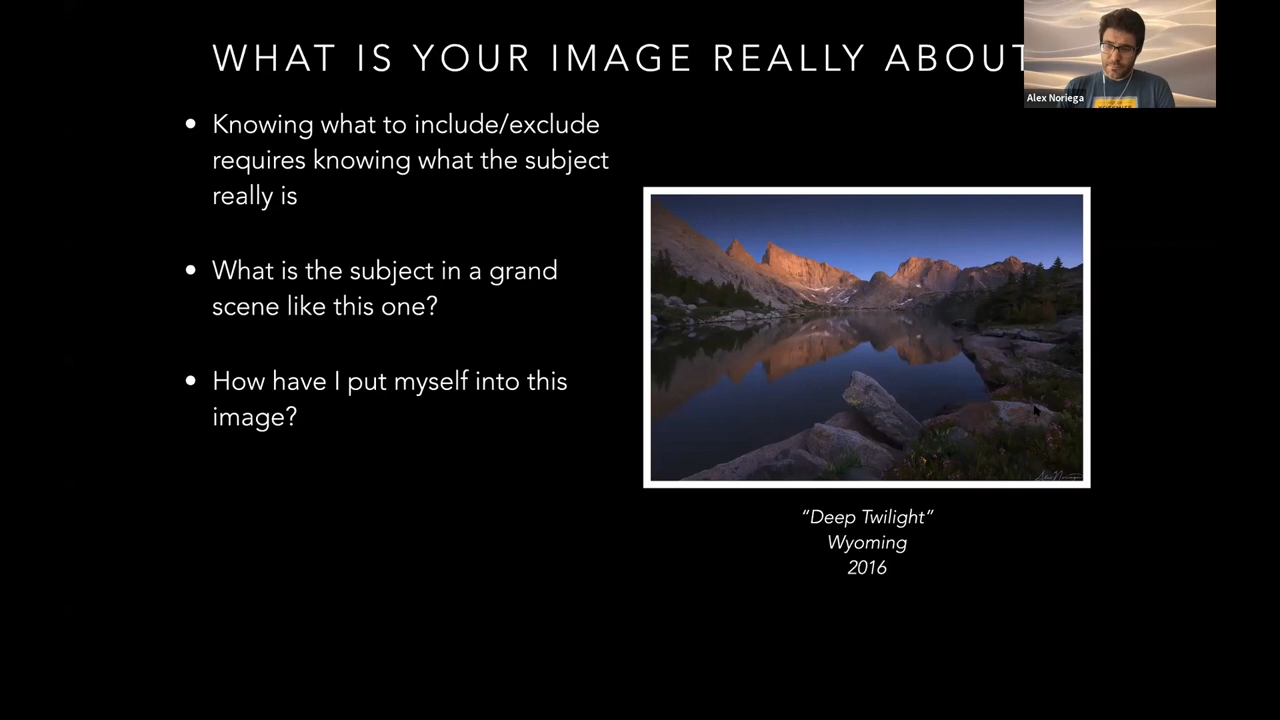 WHAT IS YOUR IMAGE REALLY ABOUT
Alex Noriega
• Knowing what to include/exclude
requires knowing what the subject
really is
• What is the subject in a grand
scene like this one?
• How have I put myself into this
image?
Alex Noriega
“Deep Twilight”
Wyoming
2016